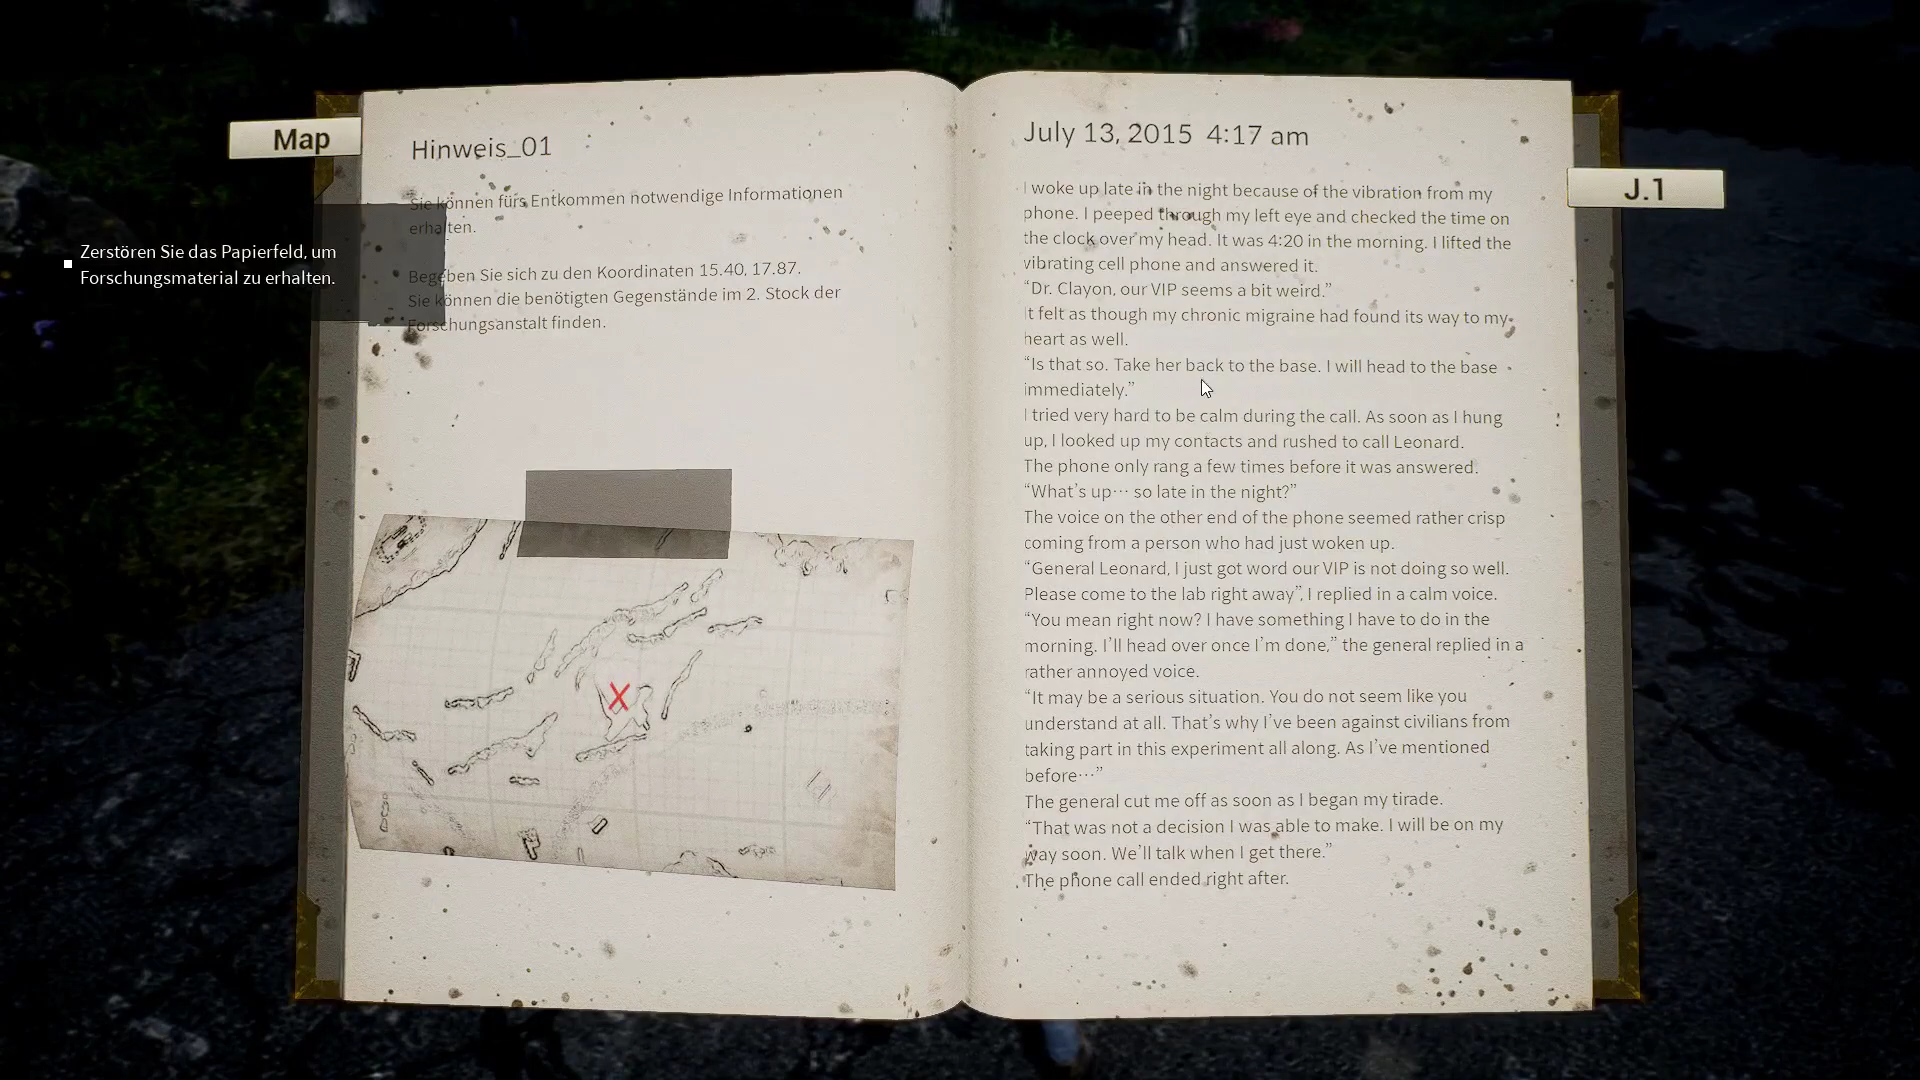 Map
Hinweis_01
Sie können fürs Entkommen notwendige Informationen
erhalten.
Begeben Sie sich zu den Koordinaten 15.40, 17.87.
Sie können die benötigten Gegenstände im 2. Stock der
Forschungsanstalt finden.
Zerstören Sie das Papierfeld, um
Forschungsmaterial zu erhalten.
X
July 13, 2015 4:17 am
J.1
I woke up late in the night because of the vibration from my
phone. I peeped through my left eye and checked the time on
the clock over my head. It was 4:20 in the morning. I lifted the
vibrating cell phone and answered it.
“Dr. Clayon, our VIP seems a bit weird.”
It felt as though my chronic migraine had found its way to my
heart as well.
“Is that so. Take her back to the base. I will head to the base
immediately.”
I tried very hard to be calm during the call. As soon as I hung
up, I looked up my contacts and rushed to call Leonard.
The phone only rang a few times before it was answered.
“What’s up… so late in the night?”
The voice on the other end of the phone seemed rather crisp
coming from a person who had just woken up.
“General Leonard, I just got word our VIP is not doing so well.
Please come to the lab right away”, I replied in a calm voice.
“You mean right now? I have something I have to do in the
morning. I’ll head over once I’m done,” the general replied in a
rather annoyed voice.
“It may be a serious situation. You do not seem like you
understand at all. That’s why I’ve been against civilians from
taking part in this experiment all along. As I’ve mentioned
before…”
The general cut me off as soon as I began my tirade.
“That was not a decision I was able to make. I will be on my
way soon. We’ll talk when I get there.”
The phone call ended right after.